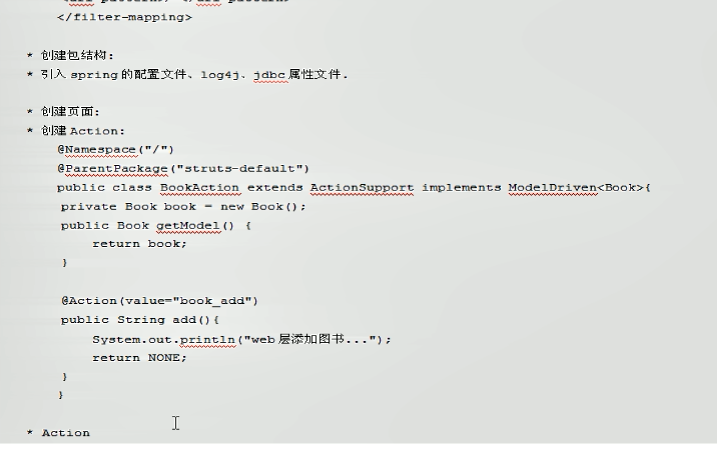 </filter-mapping>
* 创建包结构:
* 引入 spring 的配置文件、log4j、jdbc 属性文件.
* 创建页面:
* 创建 Action:
@Namespace("/")
@ParentPackage("struts-default")
public class BookAction extends ActionSupport implements ModelDriven<Book>{
private Book book = new Book();
public Book getModel() {
return book;
}
@Action(value="book_add")
public String add(){
System.out.println("web 层添加图书...");
return NONE;
}
}
* Action